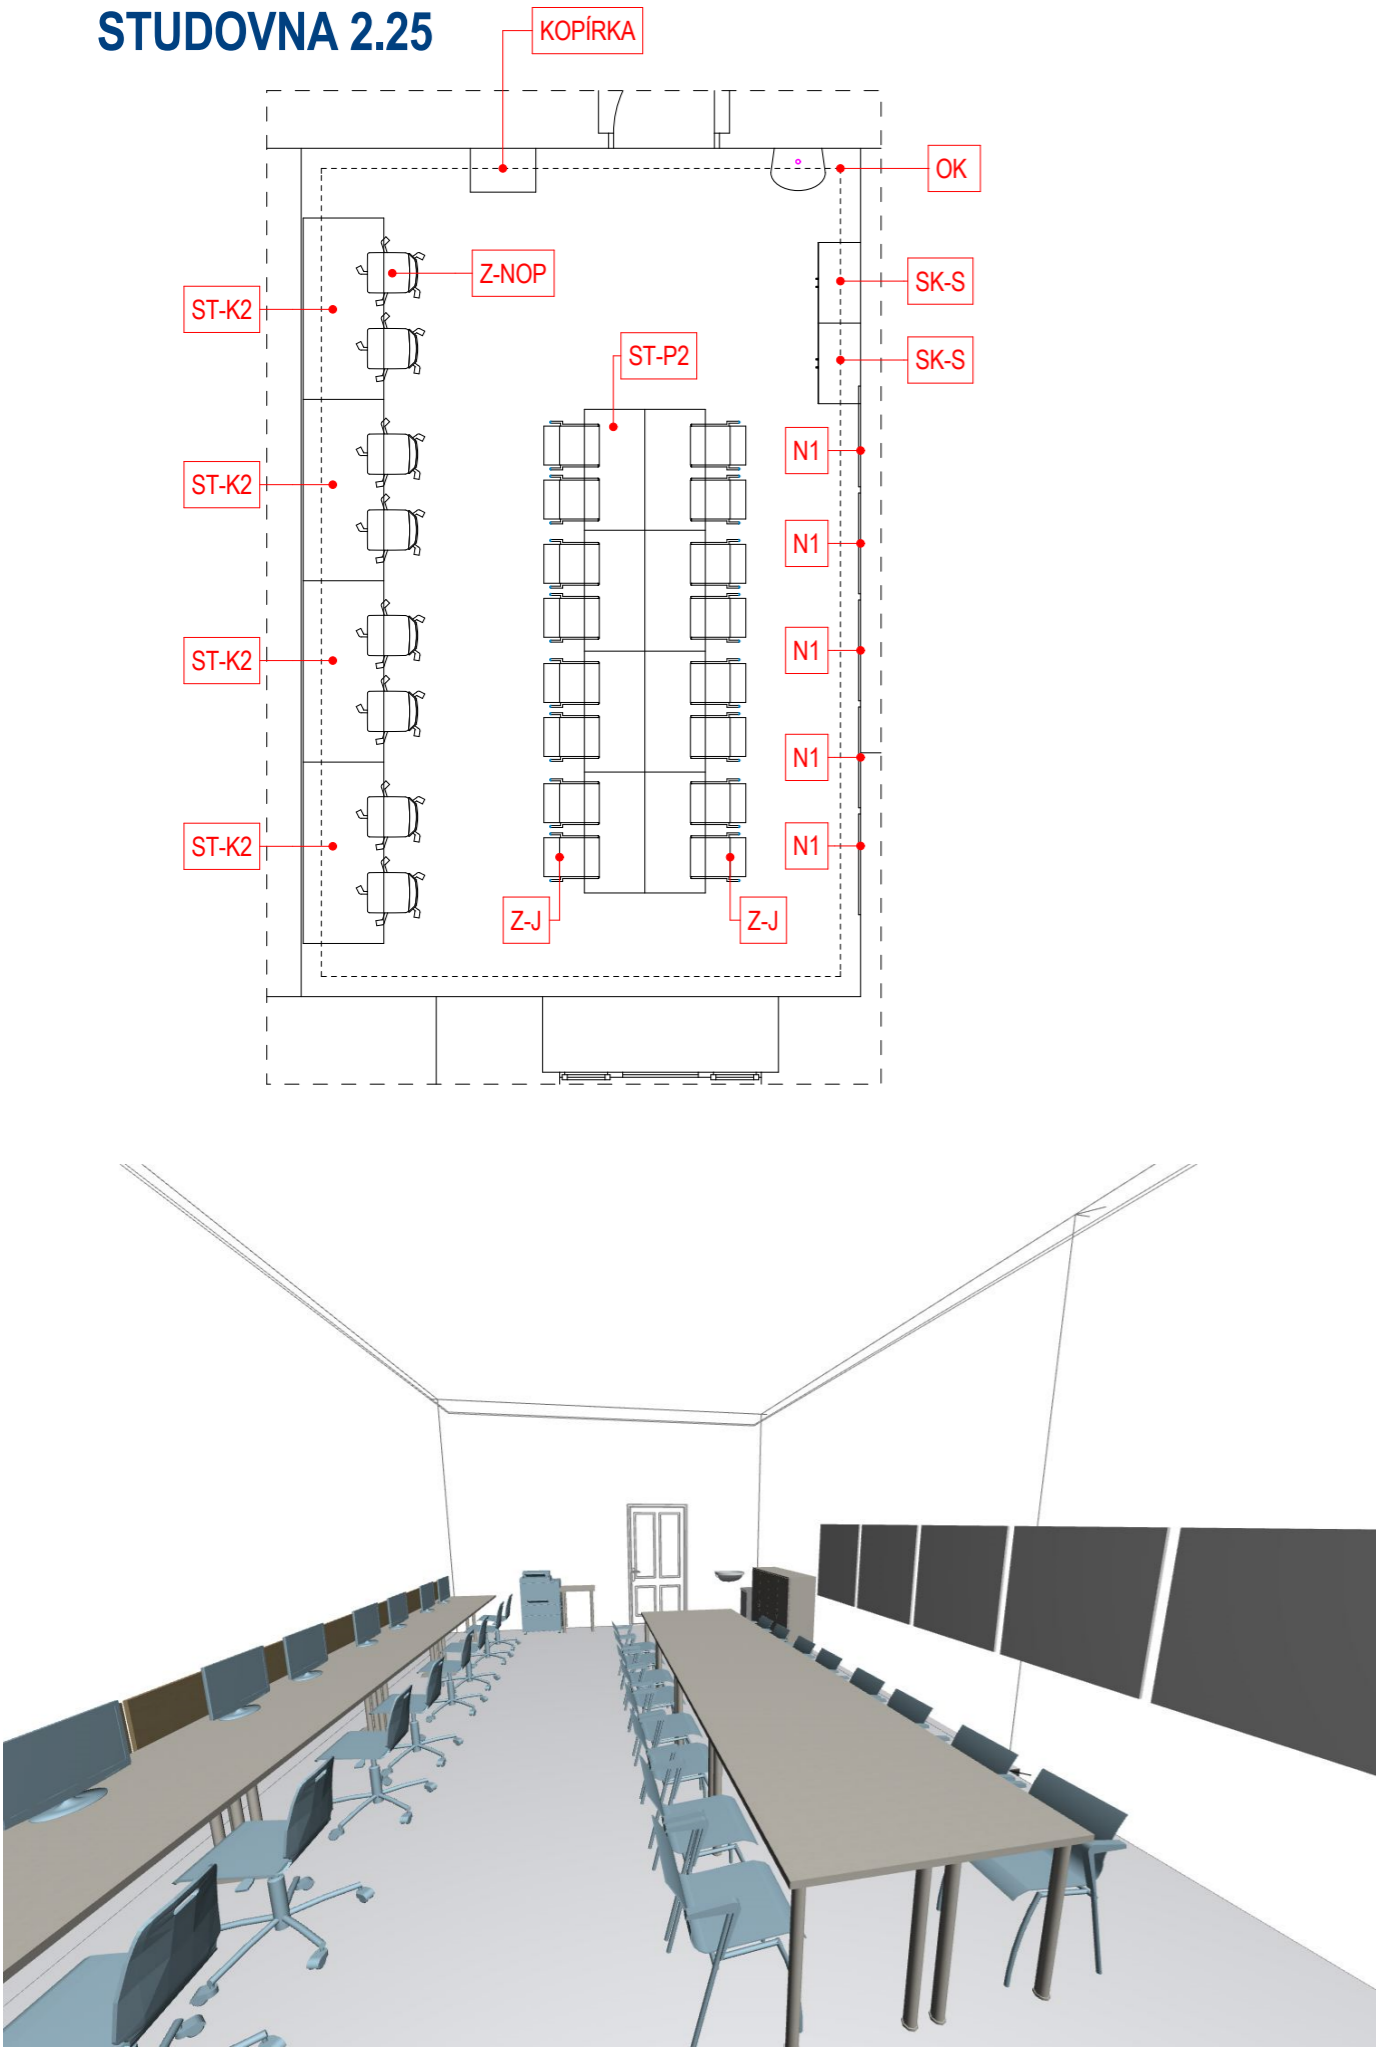 STUDOVNA 2.25
KOPÍRKA
OK
Z-NOP
SK-S
ST-K2
ST-P2
SK-S
N1
ST-K2
N1
ST-K2
N1
N1
ST-K2
N1
Z-J
Z-J